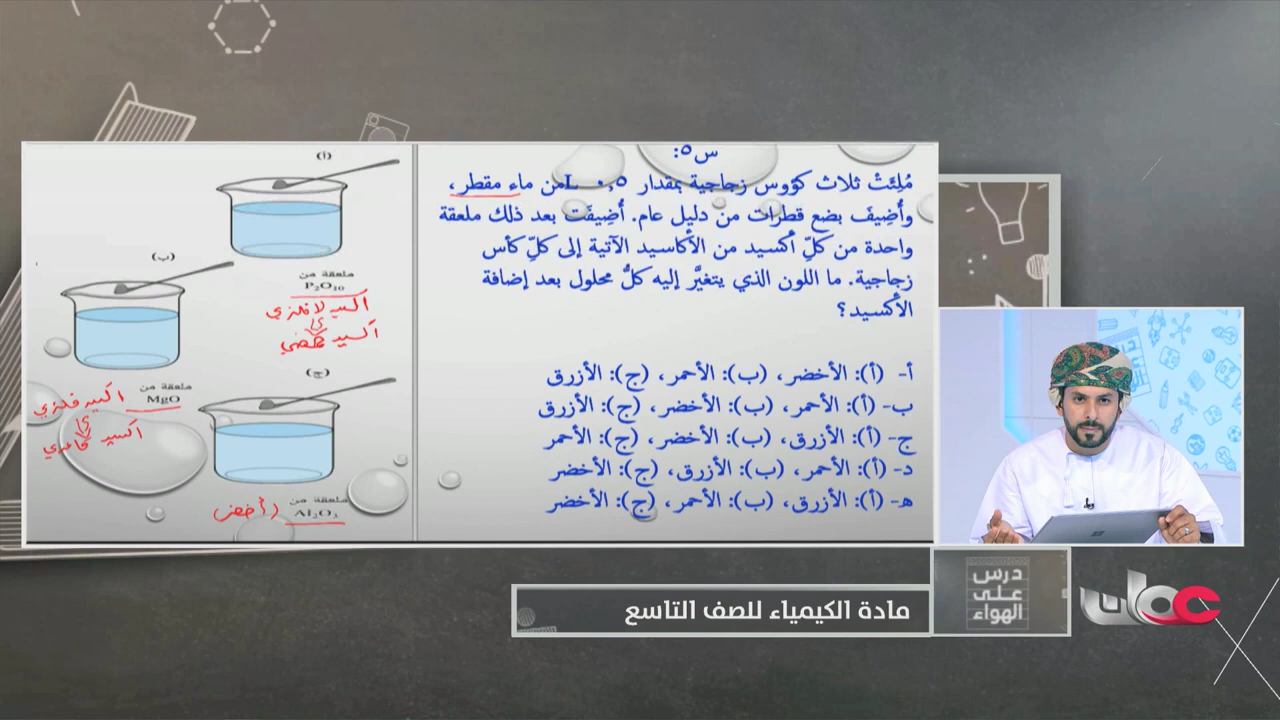 س٥:
مُلِئَتْ ثلاث كؤوس زجاجية بمقدار ٠,٥ L من ماء مقطر،
وأُضِيفَ بضع قطرات من دليل عام. أُضِيفَت بعد ذلك ملعقة
واحدة من كلِّ أكسيد من الأكاسيد الآتية إلى كلِّ كأس
زجاجية. ما اللون الذي يتغيَّر إليه كلُّ محلول بعد إضافة
الأكسيد؟
أ- (أ): الأخضر، (ب): الأحمر، (ج): الأزرق
ب- (أ): الأحمر، (ب): الأخضر، (ج): الأزرق
ج- (أ): الأزرق، (ب): الأخضر، (ج): الأحمر
د- (أ): الأحمر، (ب): الأزرق، (ج): الأخضر
هـ- (أ): الأزرق، (ب): الأحمر، (ج): الأخضر
(أ)
ملعقة من
P₂O₁₀
أكسيد لا فلزي
أكسيد حمضي
(ب)
ملعقة من
MgO
أكسيد فلزي
أكسيد قاعدي
(ج)
ملعقة من
Al₂O₃
أخضر
درس
على
الهواء
مادة الكيمياء للصف التاسع
عمان